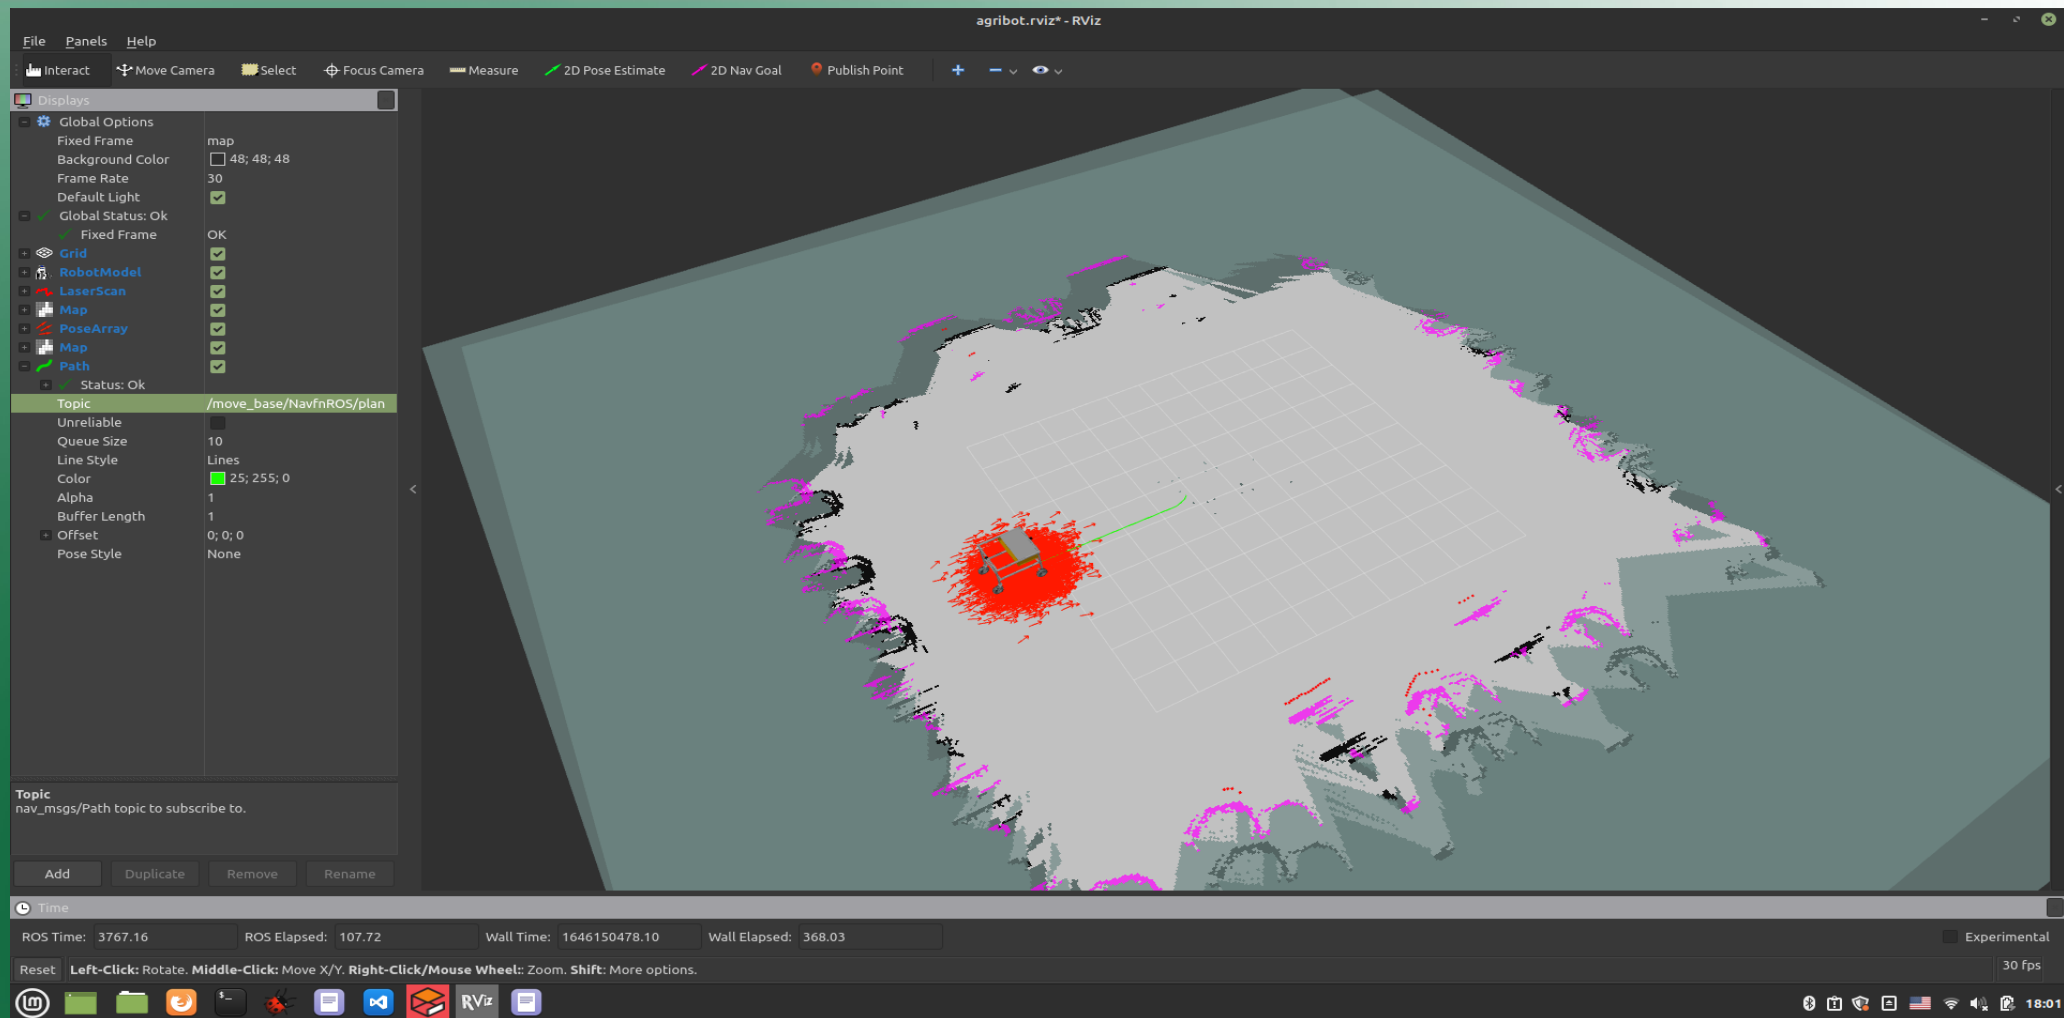 agribot.rviz* - RViz
File Panels Help
Interact Move Camera Select Focus Camera Measure 2D Pose Estimate 2D Nav Goal Publish Point
Displays
Global Options
Fixed Frame map
Background Color 48; 48; 48
Frame Rate 30
Default Light
Global Status: Ok
Fixed Frame OK
Grid
RobotModel
LaserScan
Map
PoseArray
Map
Path
Status: Ok
Topic /move_base/NavfnROS/plan
Unreliable
Queue Size 10
Line Style Lines
Color 25; 255; 0
Alpha 1
Buffer Length 1
Offset 0; 0; 0
Pose Style None
Topic
nav_msgs/Path topic to subscribe to.
Add Duplicate Remove Rename
Time
ROS Time: 3767.16 ROS Elapsed: 107.72 Wall Time: 1646150478.10 Wall Elapsed: 368.03 Experimental
Reset Left-Click: Rotate. Middle-Click: Move X/Y. Right-Click/Mouse Wheel:: Zoom. Shift: More options. 30 fps
RViz 18:01